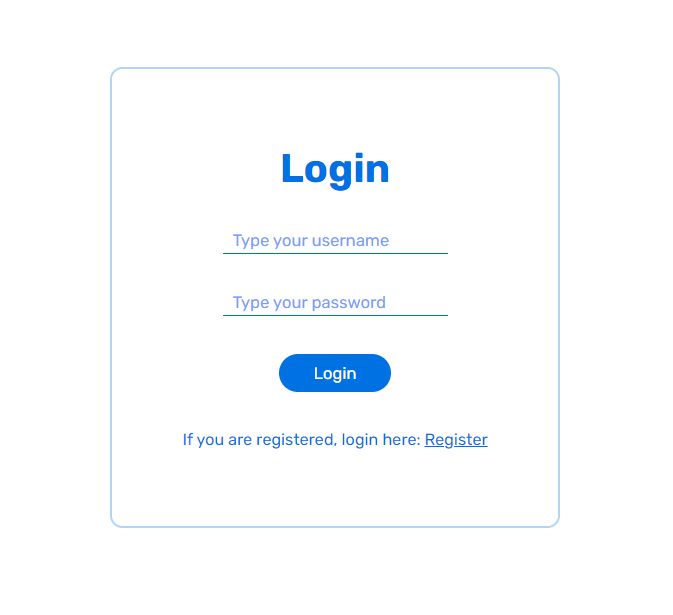 Login
Type your username
Type your password
Login
If you are registered, login here: Register